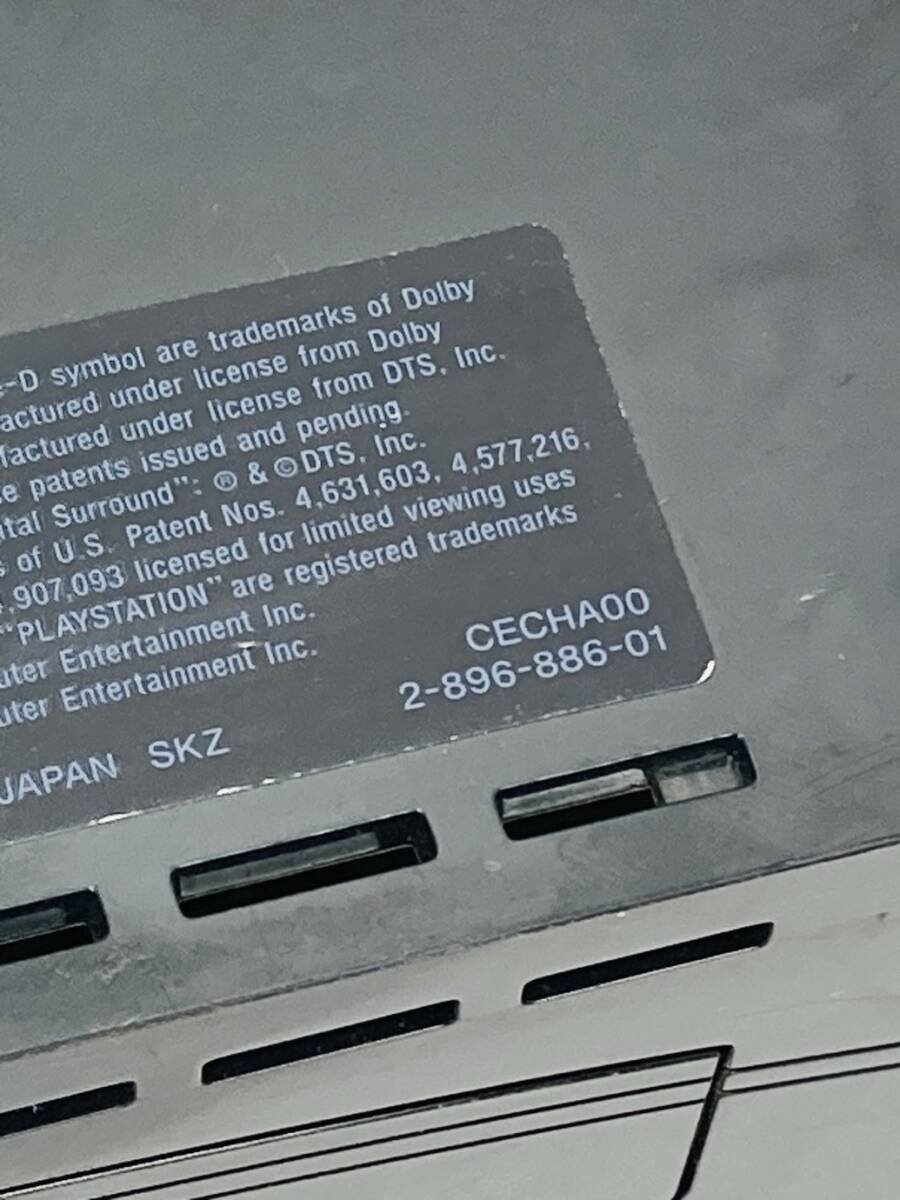 -D symbol are trademarks of Dolby
actured under license from Dolby
factured under license from DTS, Inc.
e patents issued and pending.
ital Surround": ® & © DTS, Inc.
s of U.S. Patent Nos. 4,631,603, 4,577,216,
,907,093 licensed for limited viewing uses
"PLAYSTATION" are registered trademarks
uter Entertainment Inc.
uter Entertainment Inc.
CECHA00
2-896-886-01
JAPAN SKZ